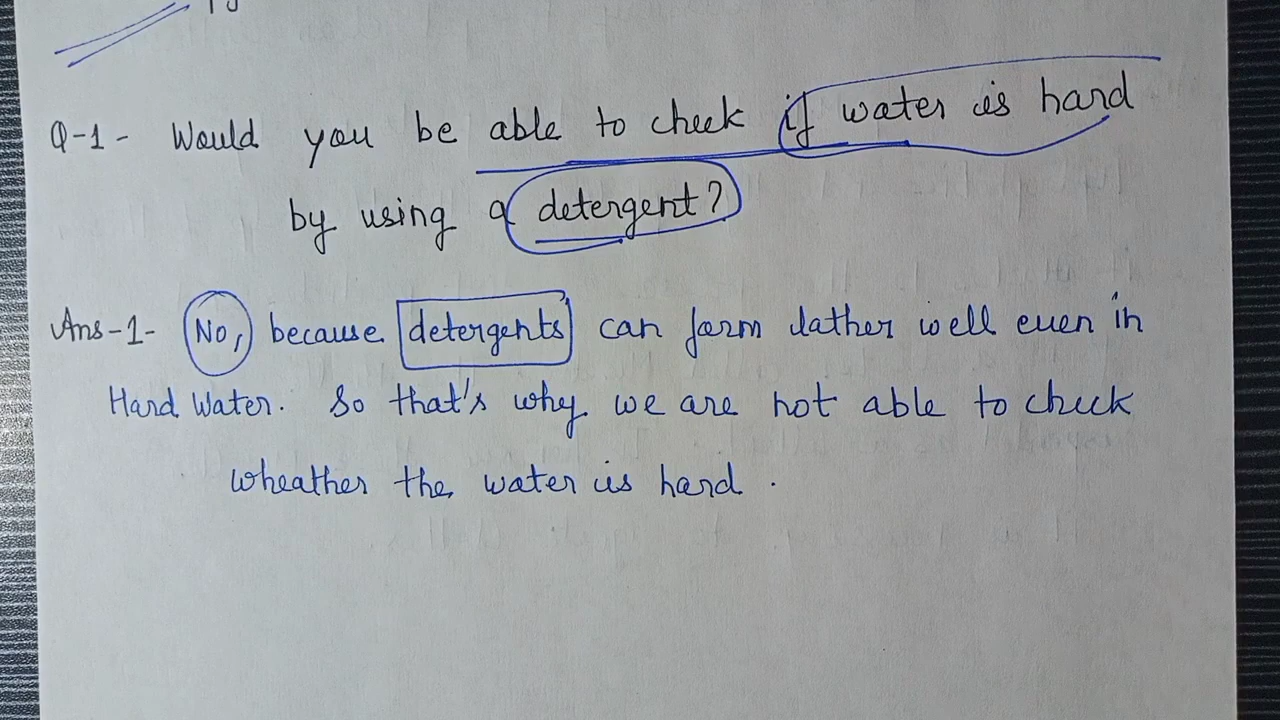 Q-1- Would you be able to check if water is hard
by using a detergent?
Ans-1- No, because detergents can form lather well even in
Hard Water. So that's why we are not able to check
wheather the water is hard.